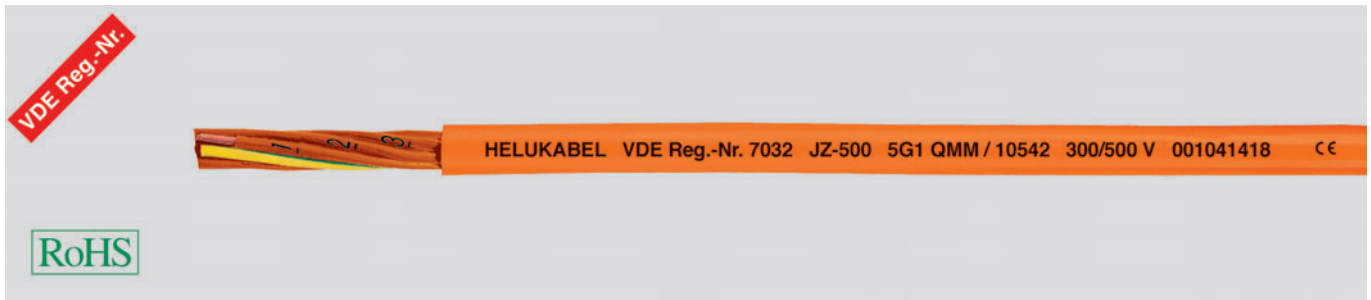 VDE Reg.-Nr.
1 2 3
HELUKABEL VDE Reg.-Nr. 7032 JZ-500 5G1 QMM / 10542 300/500 V 001041418 CE
RoHS